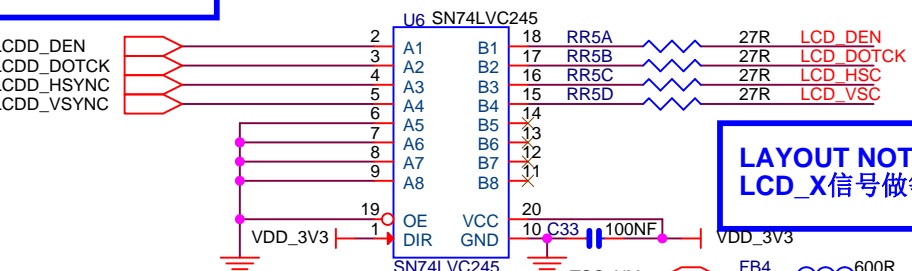 U6 SN74LVC245
LCDD_DEN 2 A1 B1 18 RR5A 27R LCD_DEN
LCDD_DOTCK 3 A2 B2 17 RR5B 27R LCD_DOTCK
LCDD_HSYNC 4 A3 B3 16 RR5C 27R LCD_HSC
LCDD_VSYNC 5 A4 B4 15 RR5D 27R LCD_VSC
6 A5 B5 14
7 A6 B6 13
8 A7 B7 12
9 A8 B8 11
LAYOUT NOT
LCD_X信号做
19 OE VCC 20
VDD_3V3 1 DIR GND 10 C33 100NF VDD_3V3
SN74LVC245
FB4 600R